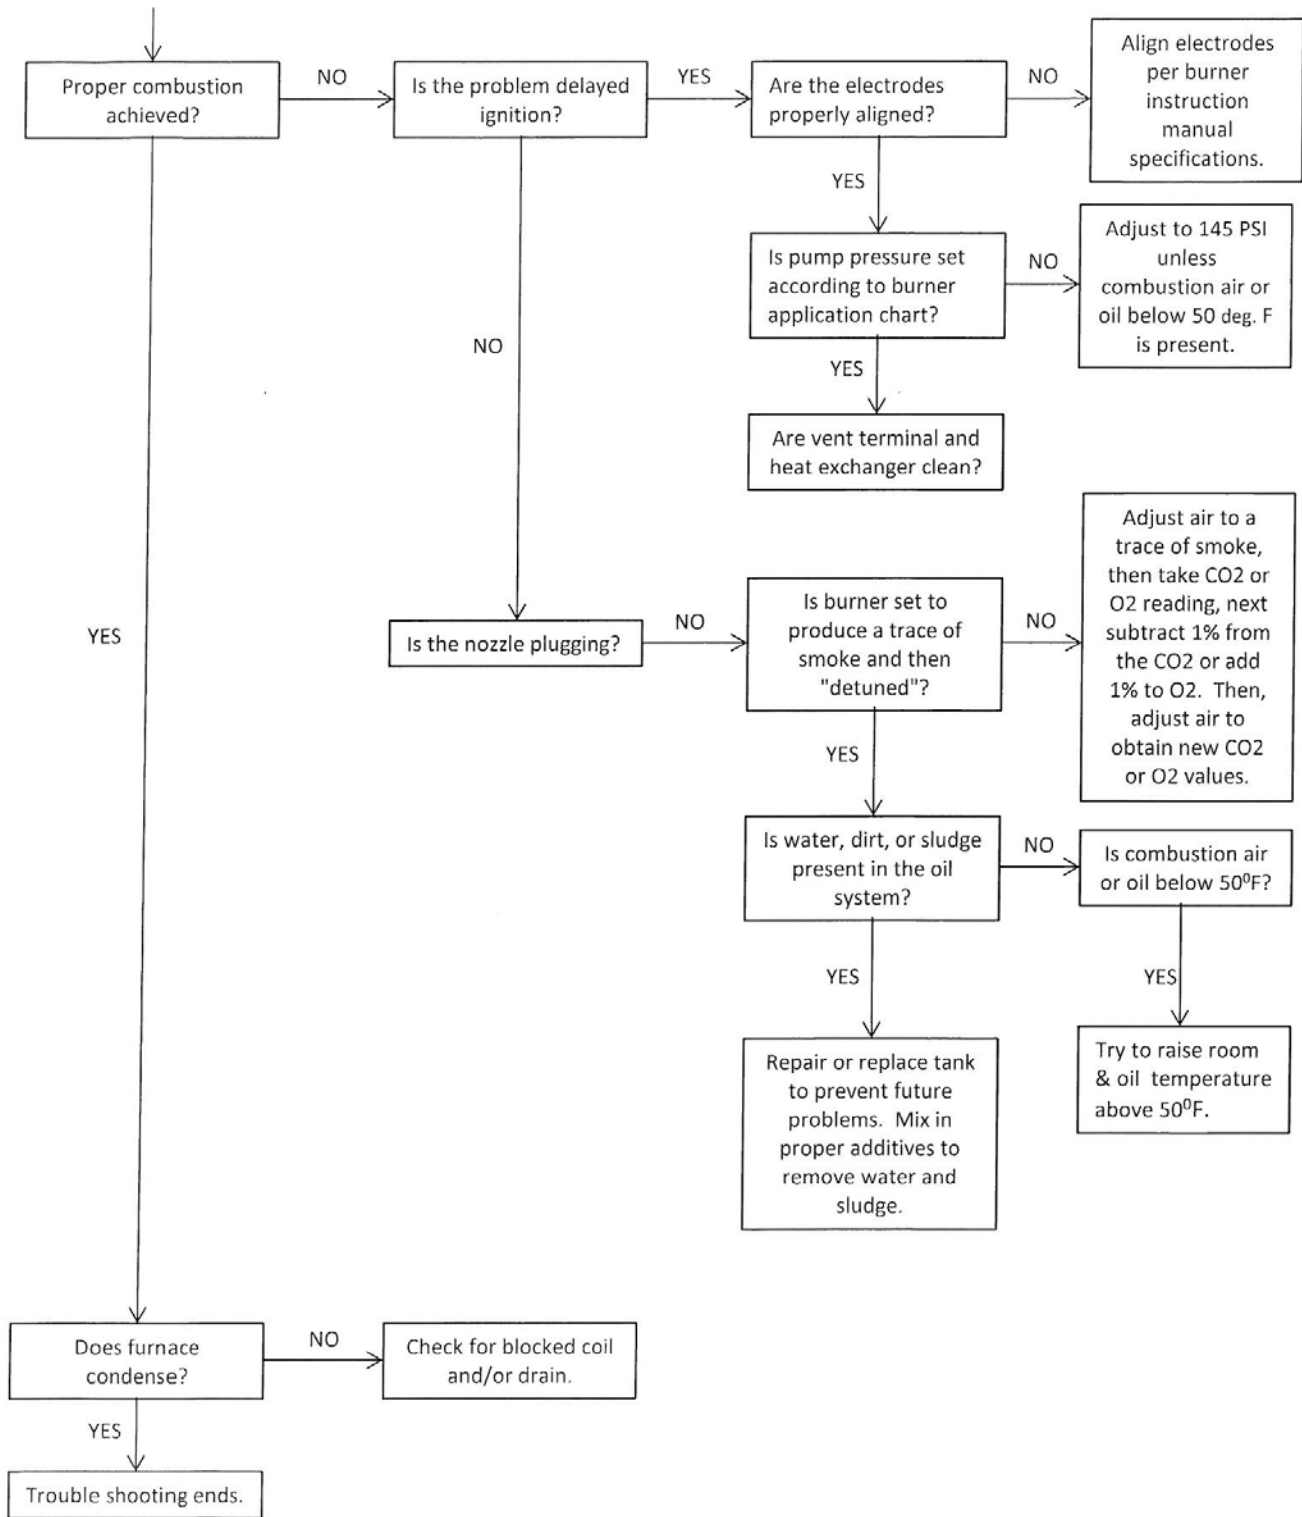 Proper combustion
achieved?
NO
Is the problem delayed
ignition?
YES
Are the electrodes
properly aligned?
NO
Align electrodes
per burner
instruction
manual
specifications.
YES
Is pump pressure set
according to burner
application chart?
NO
Adjust to 145 PSI
unless
combustion air or
oil below 50 deg. F
is present.
YES
Are vent terminal and
heat exchanger clean?
NO
Is the nozzle plugging?
NO
Is burner set to
produce a trace of
smoke and then
"detuned"?
NO
Adjust air to a
trace of smoke,
then take CO2 or
O2 reading, next
subtract 1% from
the CO2 or add
1% to O2. Then,
adjust air to
obtain new CO2
or O2 values.
YES
Is water, dirt, or sludge
present in the oil
system?
NO
Is combustion air
or oil below 50⁰F?
YES
Repair or replace tank
to prevent future
problems. Mix in
proper additives to
remove water and
sludge.
YES
Try to raise room
& oil temperature
above 50⁰F.
YES
Does furnace
condense?
NO
Check for blocked coil
and/or drain.
YES
Trouble shooting ends.